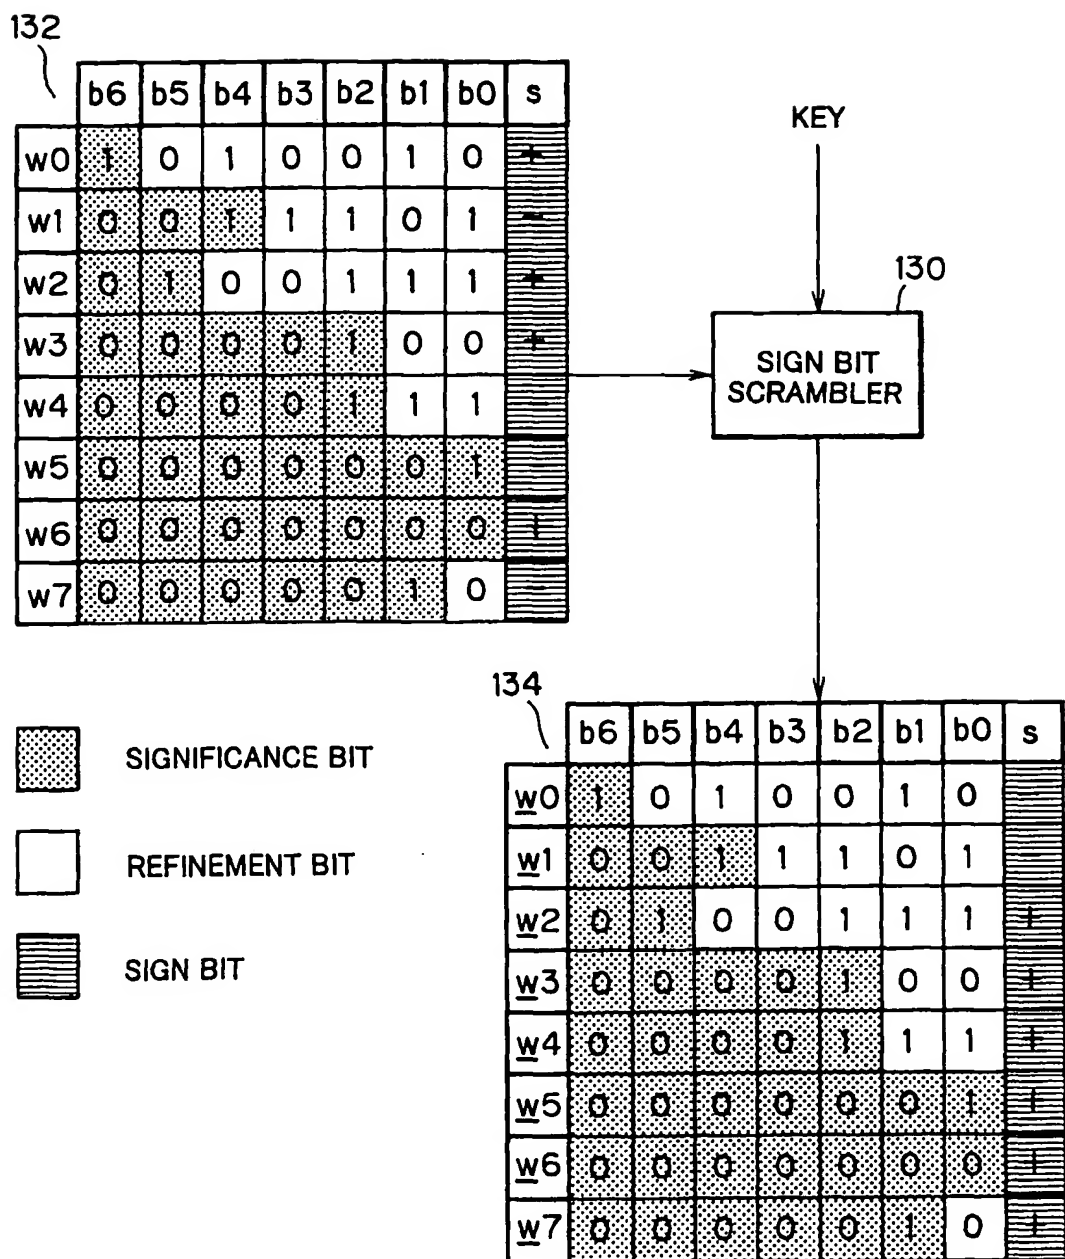 132
b6 b5 b4 b3 b2 b1 b0 s
w0 1 0 1 0 0 1 0 +
w1 0 0 1 1 1 0 1 -
w2 0 1 0 0 1 1 1 +
w3 0 0 0 0 1 0 0 +
w4 0 0 0 0 1 1 1
w5 0 0 0 0 0 0 1
w6 0 0 0 0 0 0 0 +
w7 0 0 0 0 0 1 0
KEY
130
SIGN BIT
SCRAMBLER
SIGNIFICANCE BIT
REFINEMENT BIT
SIGN BIT
134
b6 b5 b4 b3 b2 b1 b0 s
w0 1 0 1 0 0 1 0
w1 0 0 1 1 1 0 1
w2 0 1 0 0 1 1 1 +
w3 0 0 0 0 1 0 0 +
w4 0 0 0 0 1 1 1 +
w5 0 0 0 0 0 0 1 +
w6 0 0 0 0 0 0 0 +
w7 0 0 0 0 0 1 0 +